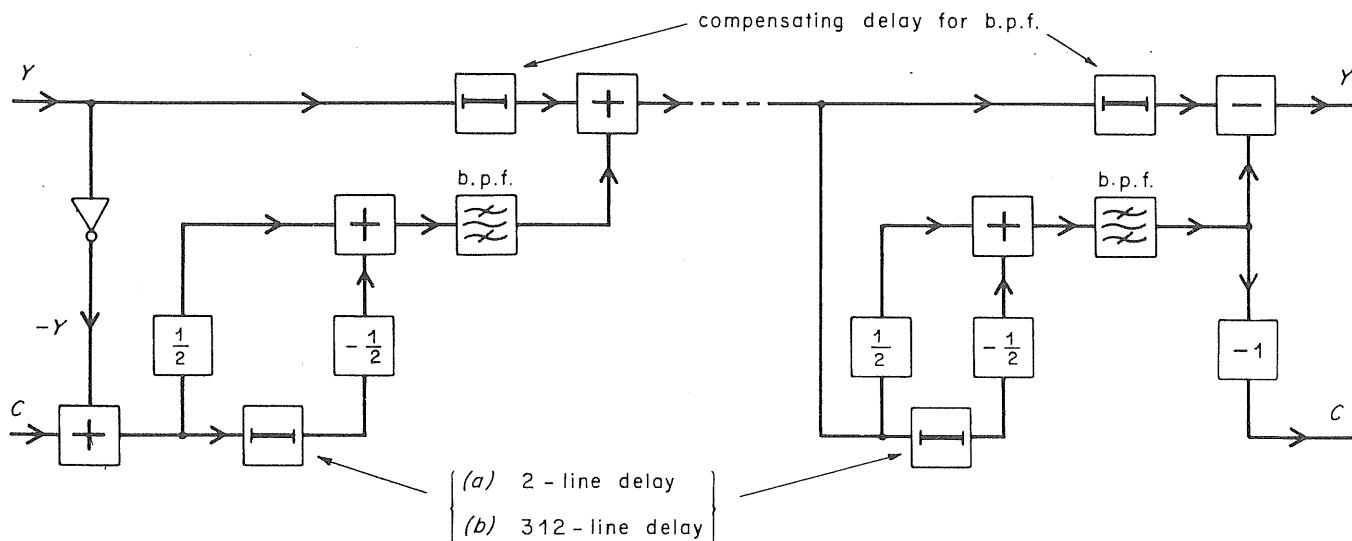 compensating delay for b.p.f.
Y
Y
+
−
b.p.f.
b.p.f.
+
+
−Y
1/2
−1/2
1/2
−1/2
−1
C
+
C
(a) 2-line delay
(b) 312-line delay